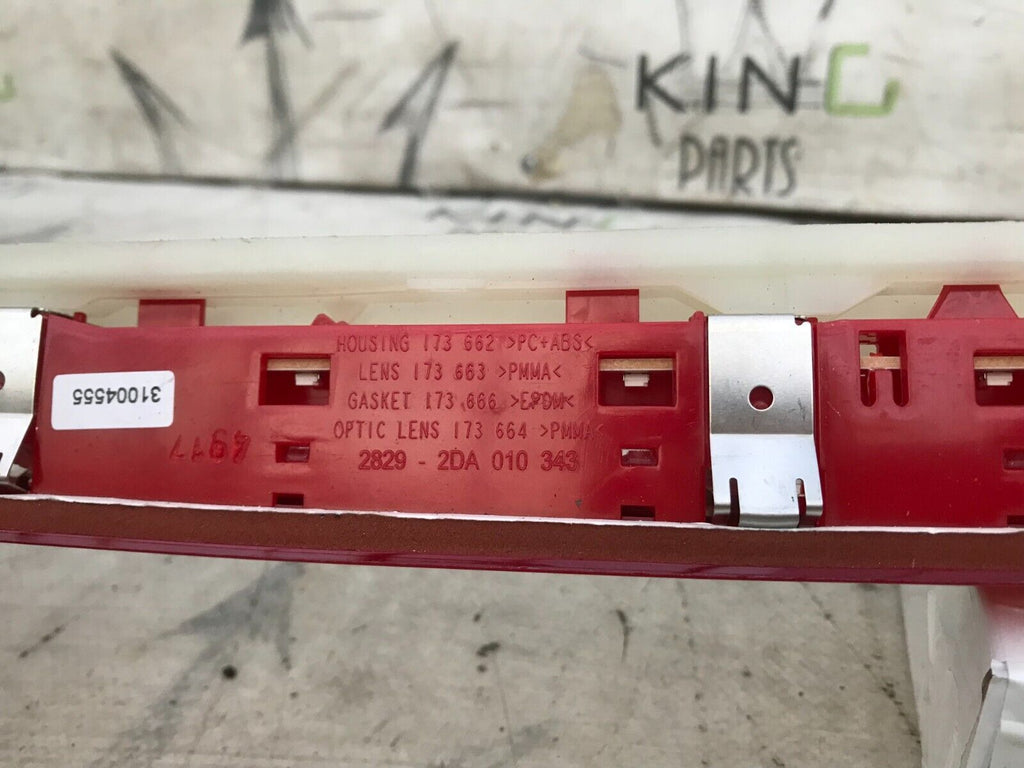 KING
PARTS
HOUSING 173 662 >PC+ABS<
LENS 173 663 >PMMA<
GASKET 173 666 >EPDM<
OPTIC LENS 173 664 >PMMA<
2829 - 2DA 010 343
31004555
4917